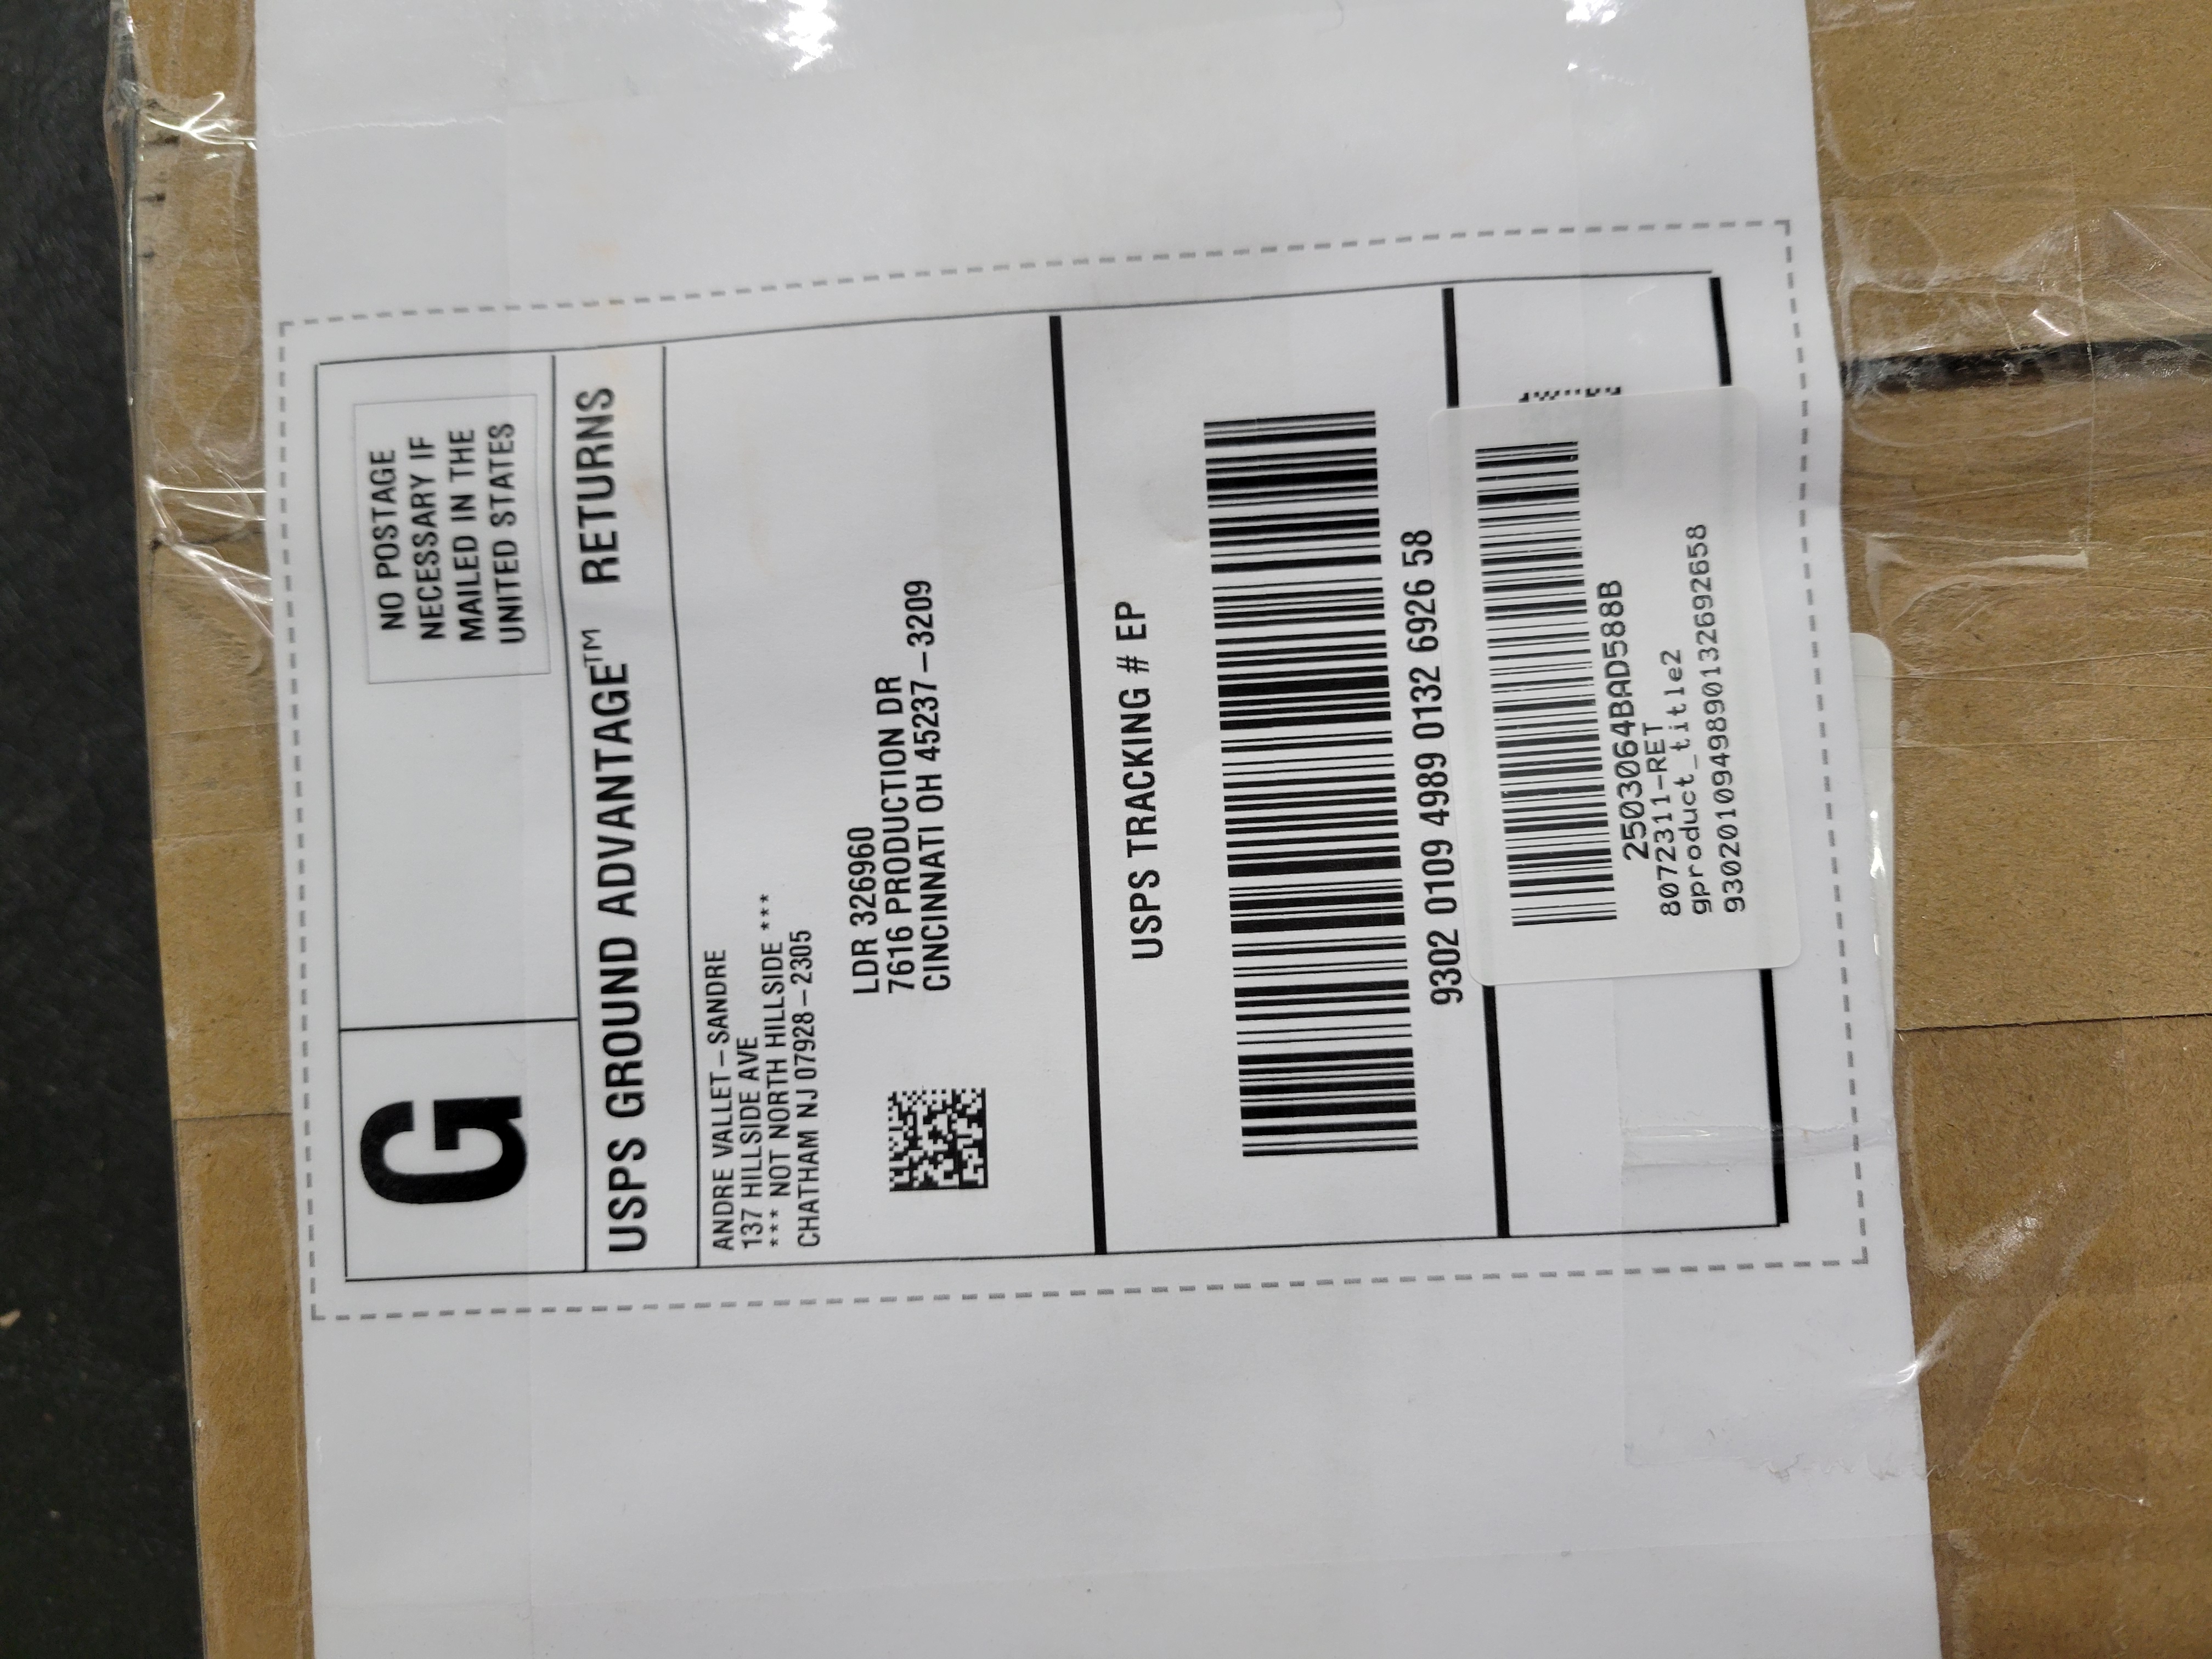 G
NO POSTAGE
NECESSARY IF
MAILED IN THE
UNITED STATES
USPS GROUND ADVANTAGE™ RETURNS
ANDRE VALLET-SANDRE
137 HILLSIDE AVE
*** NOT NORTH HILLSIDE ***
CHATHAM NJ 07928-2305
LDR 326960
7616 PRODUCTION DR
CINCINNATI OH 45237-3209
USPS TRACKING # EP
9302 0109 4989 0132 6926 58
2503064BAD588B
8072311-RET
gproduct_title2
9302010949890132692658